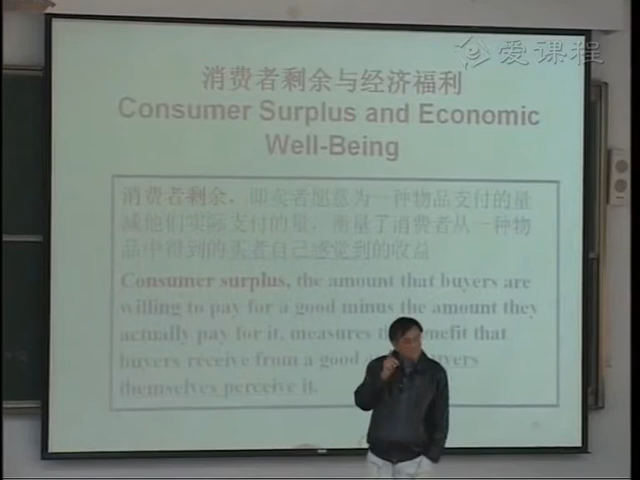 爱课程
消费者剩余与经济福利
Consumer Surplus and Economic
Well-Being
消费者剩余，即买者愿意为一种物品支付的量
减他们实际支付的量，衡量了消费者从一种物
品中得到的买者自己感觉到的收益
Consumer surplus, the amount that buyers are
willing to pay for a good minus the amount they
actually pay for it, measures the benefit that
buyers receive from a good buyers
themselves perceive it.